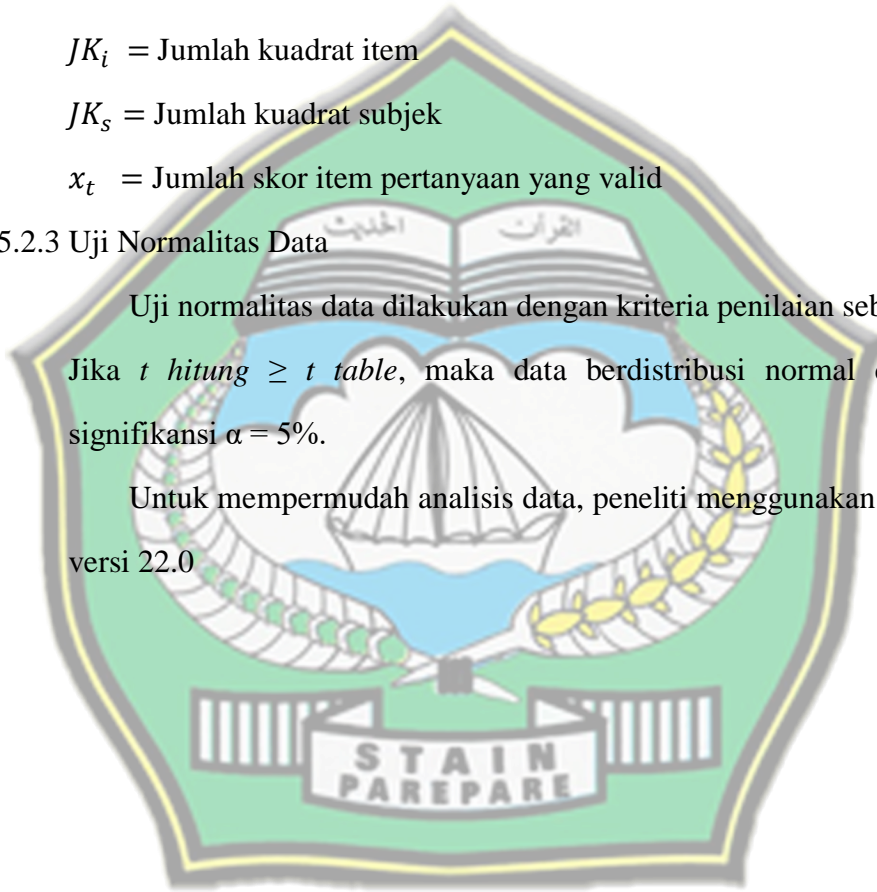 JKᵢ = Jumlah kuadrat item
JKₛ = Jumlah kuadrat subjek
xₜ = Jumlah skor item pertanyaan yang valid
5.2.3 Uji Normalitas Data
الحديث القرآن
Uji normalitas data dilakukan dengan kriteria penilaian seb
Jika t hitung ≥ t table, maka data berdistribusi normal
signifikansi α = 5%.
Untuk mempermudah analisis data, peneliti menggunakan
versi 22.0
STAIN
PAREPARE